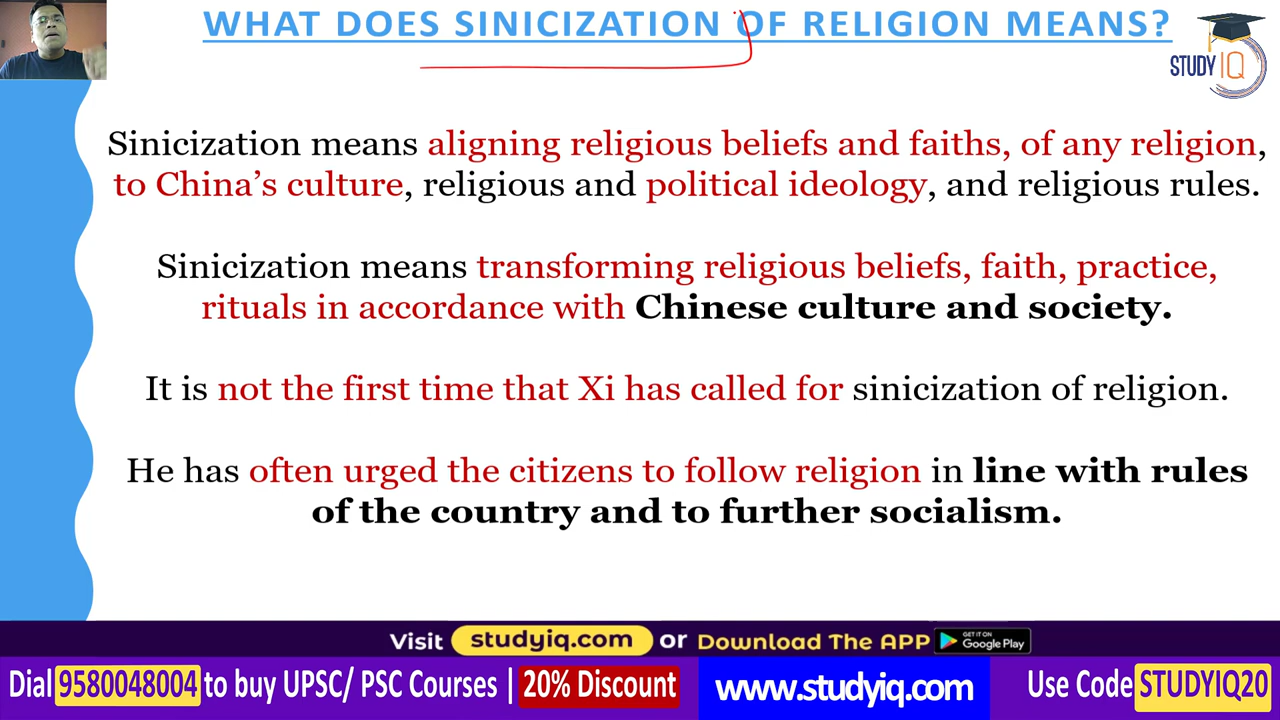 WHAT DOES SINICIZATION OF RELIGION MEANS?
STUDY IQ
Sinicization means aligning religious beliefs and faiths, of any religion,
to China’s culture, religious and political ideology, and religious rules.
Sinicization means transforming religious beliefs, faith, practice,
rituals in accordance with Chinese culture and society.
It is not the first time that Xi has called for sinicization of religion.
He has often urged the citizens to follow religion in line with rules
of the country and to further socialism.
Visit studyiq.com or Download The APP GET IT ON Google Play
Dial 9580048004 to buy UPSC/ PSC Courses | 20% Discount www.studyiq.com Use Code STUDYIQ20